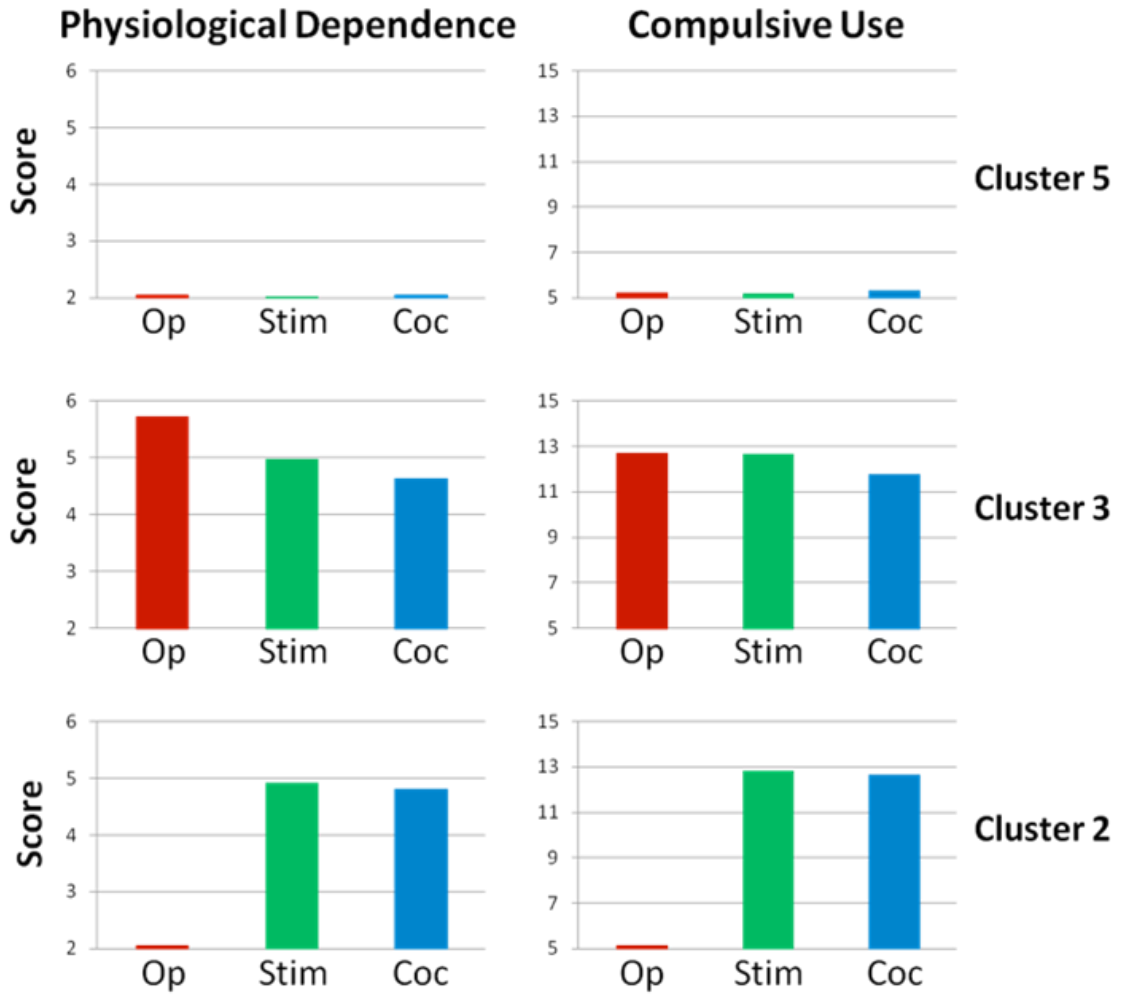 Physiological Dependence Compulsive Use
6 15
5 13
4 11
3 9
2 7
5
Score
Op Stim Coc Op Stim Coc
Cluster 5
6 15
5 13
4 11
3 9
2 7
5
Score
Op Stim Coc Op Stim Coc
Cluster 3
6 15
5 13
4 11
3 9
2 7
5
Score
Op Stim Coc Op Stim Coc
Cluster 2